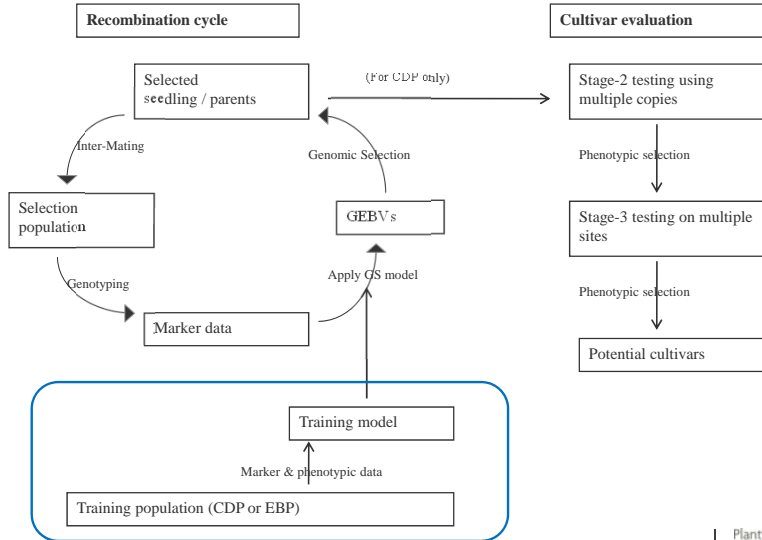 Recombination cycle
Cultivar evaluation
Selected
seedling / parents
(For CDP only)
Stage-2 testing using
multiple copies
Inter-Mating
Genomic Selection
Phenotypic selection
Selection
population
GEBVs
Stage-3 testing on multiple
sites
Genotyping
Apply GS model
Phenotypic selection
Marker data
Potential cultivars
Training model
Marker & phenotypic data
Training population (CDP or EBP)
Plant